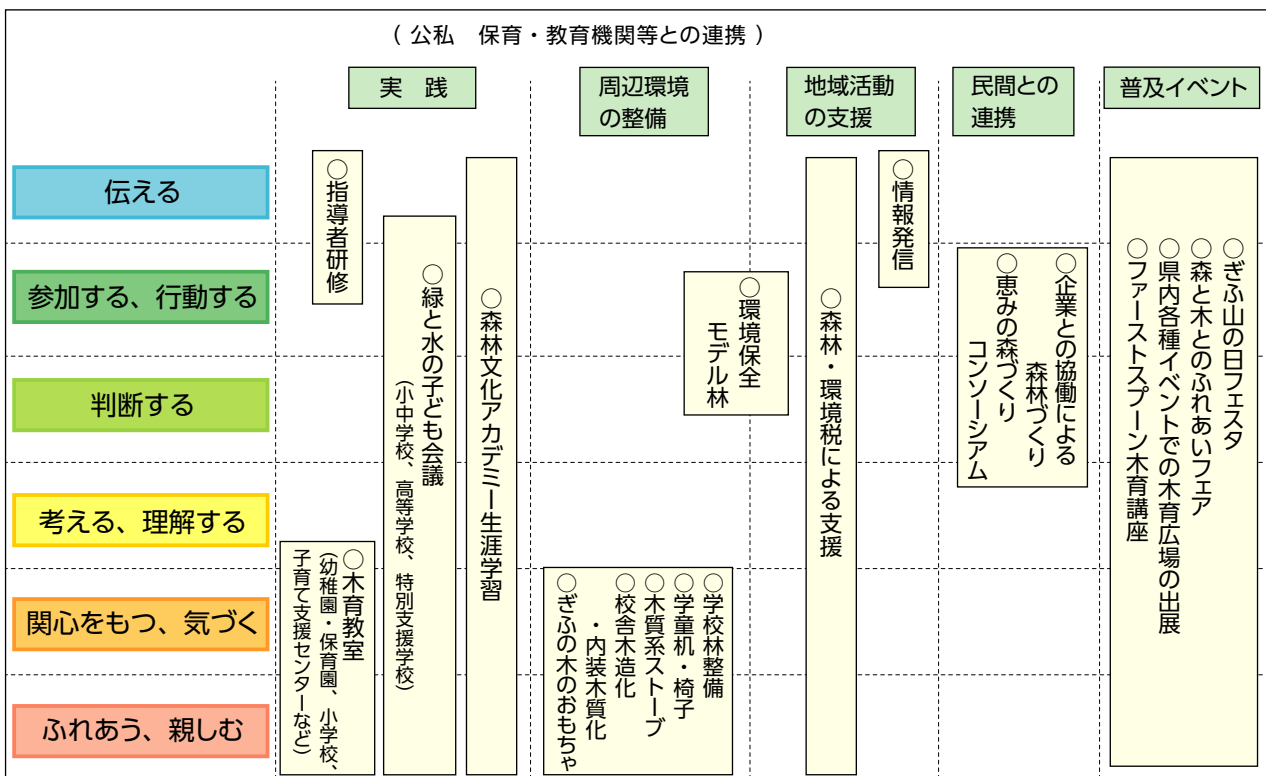 （ 公私　保育・教育機関等との連携 ）
実　践
周辺環境
の整備
地域活動
の支援
民間との
連携
普及イベント
伝える
参加する、行動する
判断する
考える、理解する
関心をもつ、気づく
ふれあう、親しむ
○指導者研修
○木育教室
（幼稚園・保育園、小学校、
子育て支援センターなど）
○緑と水の子ども会議
（小中学校、高等学校、特別支援学校）
○森林文化アカデミー生涯学習
○環境保全
モデル林
○学校林整備
○学童机・椅子
○木質系ストーブ
○校舎木造化
・内装木質化
○ぎふの木のおもちゃ
○森林・環境税による支援
○情報発信
○企業との協働による
森林づくり
○恵みの森づくり
コンソーシアム
○ぎふ山の日フェスタ
○森と木とのふれあいフェア
○県内各種イベントでの木育広場の出展
○ファーストスプーン木育講座